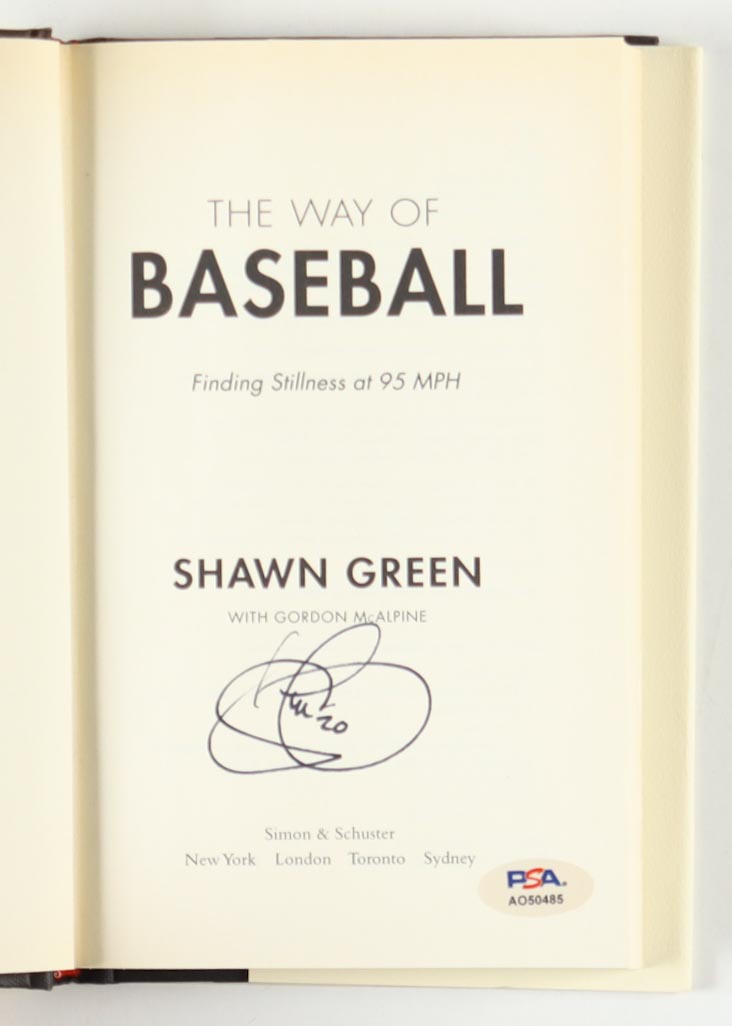 THE WAY OF
BASEBALL
Finding Stillness at 95 MPH
SHAWN GREEN
WITH GORDON McALPINE
Simon & Schuster
New York London Toronto Sydney
PSA.
AO50485